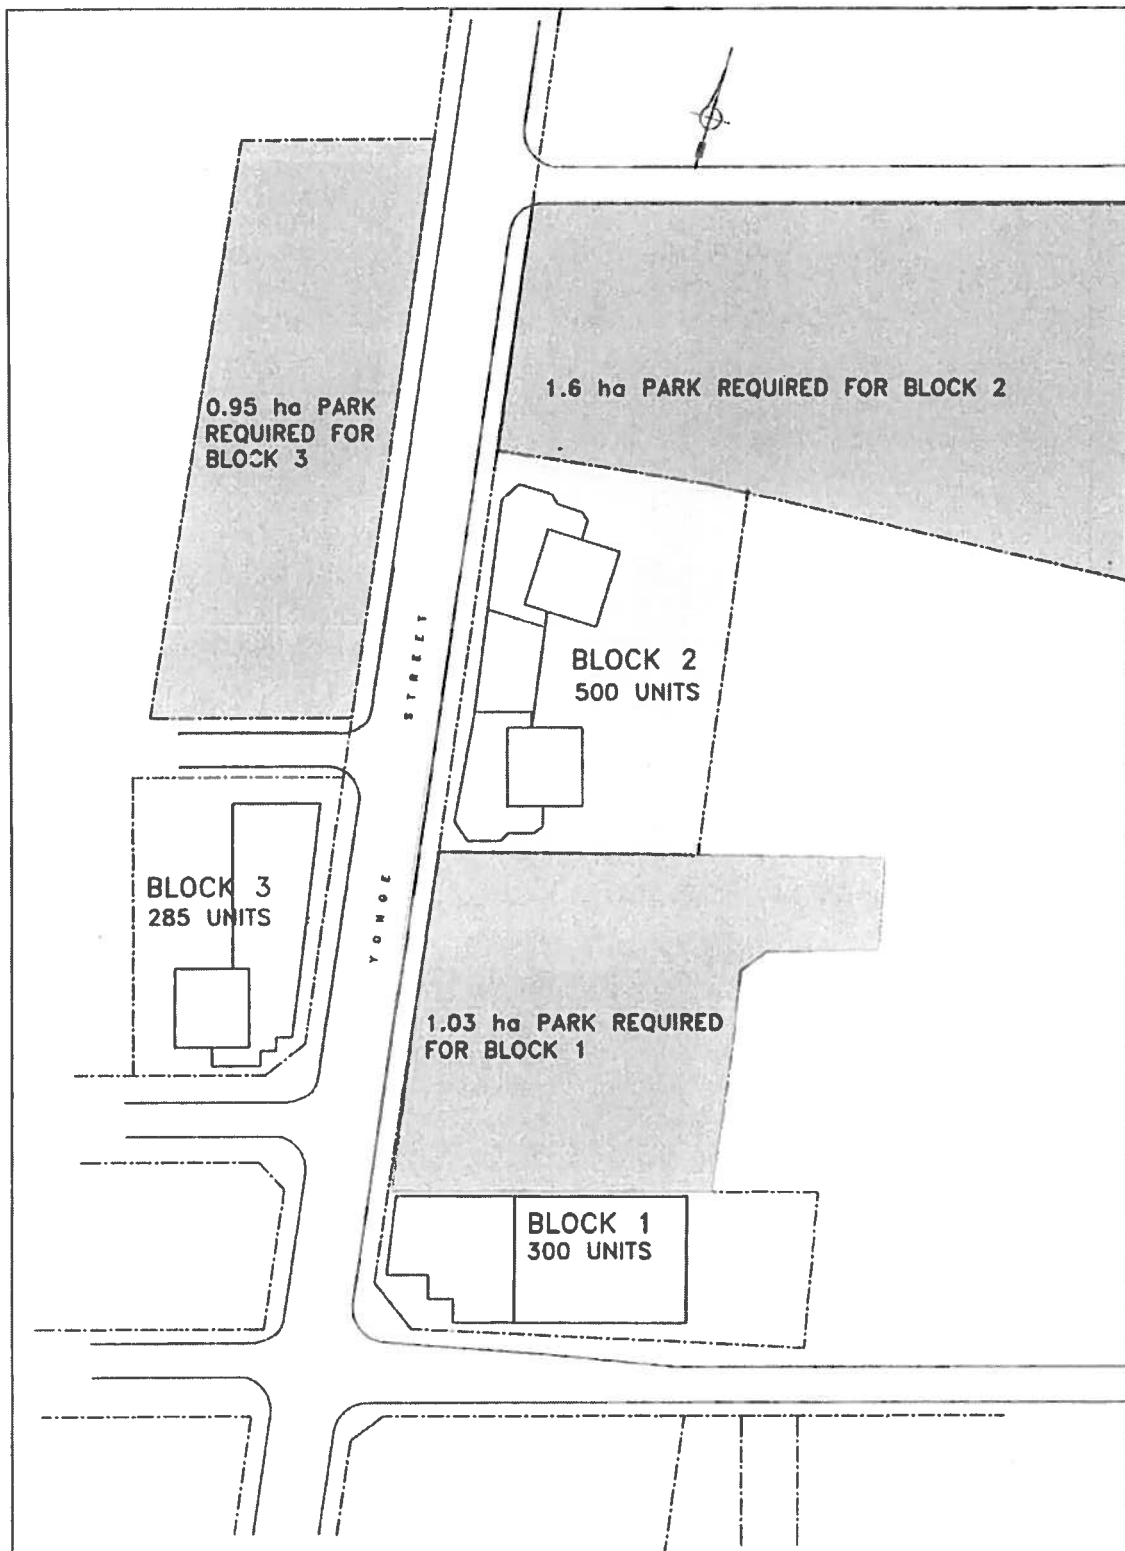 0.95 ha PARK
REQUIRED FOR
BLOCK 3
1.6 ha PARK REQUIRED FOR BLOCK 2
STREET
BLOCK 2
500 UNITS
BLOCK 3
285 UNITS
YONGE
1.03 ha PARK REQUIRED
FOR BLOCK 1
BLOCK 1
300 UNITS